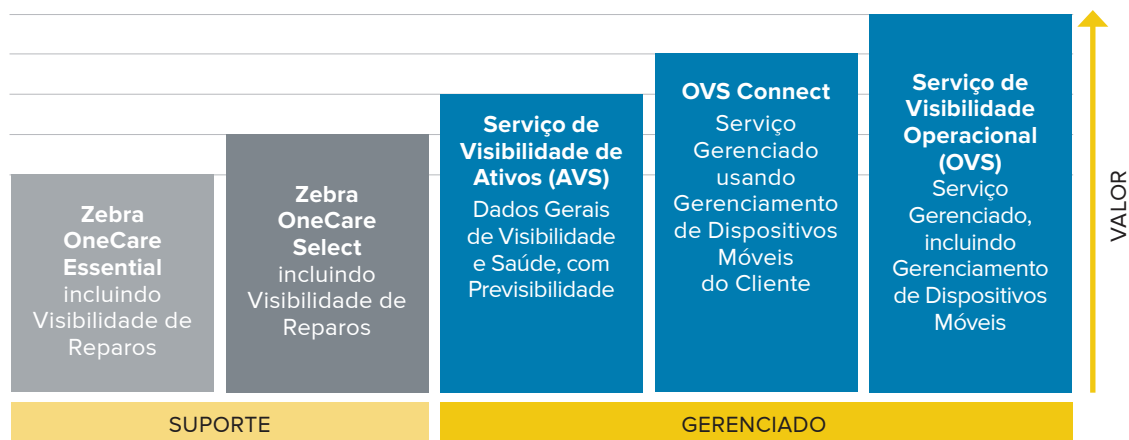 Zebra
OneCare
Essential
incluindo
Visibilidade de
Reparos
Zebra
OneCare
Select
incluindo
Visibilidade de
Reparos
Serviço de
Visibilidade de
Ativos (AVS)
Dados Gerais
de Visibilidade
e Saúde, com
Previsibilidade
OVS Connect
Serviço
Gerenciado
usando
Gerenciamento
de Dispositivos
Móveis
do Cliente
Serviço de
Visibilidade
Operacional
(OVS)
Serviço
Gerenciado,
incluindo
Gerenciamento
de Dispositivos
Móveis
VALOR
SUPORTE
GERENCIADO